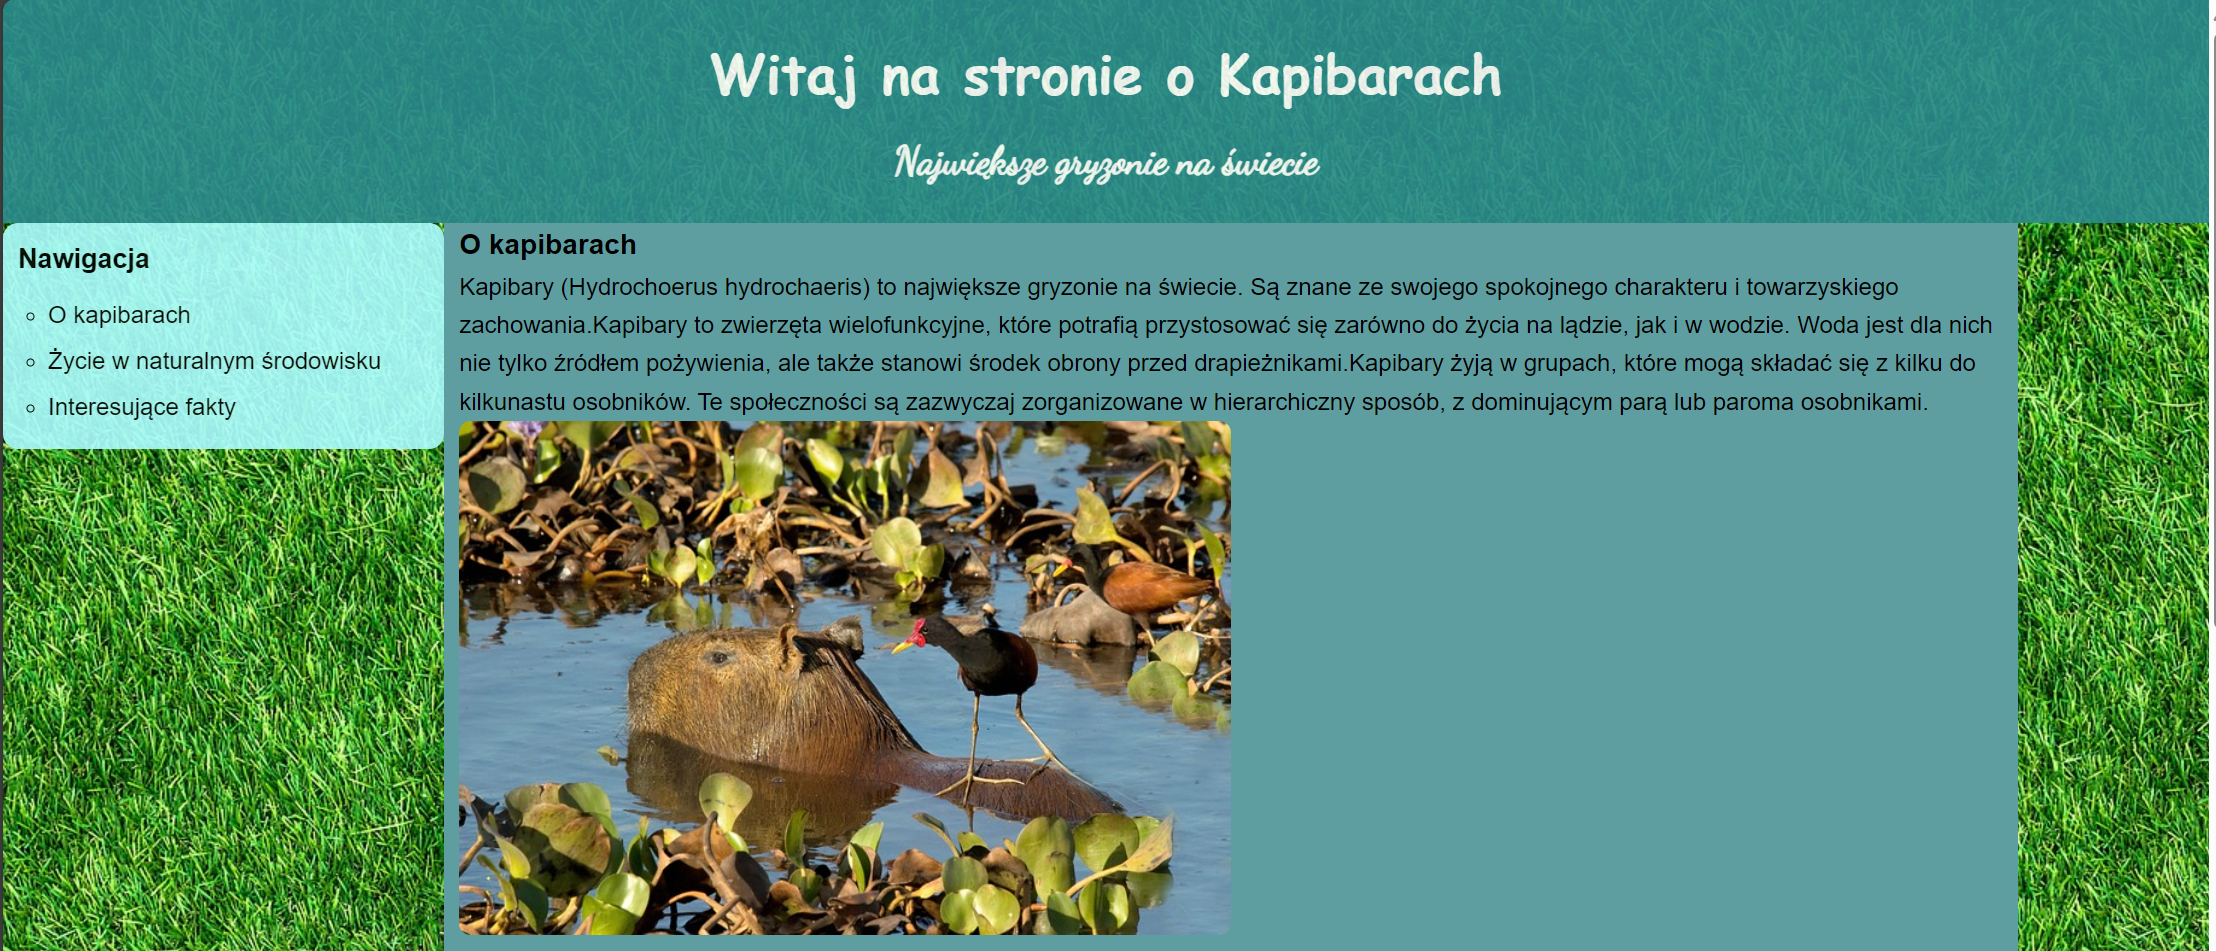 Witaj na stronie o Kapibarach
Największe gryzonie na świecie
Nawigacja
O kapibarach
Życie w naturalnym środowisku
Interesujące fakty
O kapibarach
Kapibary (Hydrochoerus hydrochaeris) to największe gryzonie na świecie. Są znane ze swojego spokojnego charakteru i towarzyskiego
zachowania.Kapibary to zwierzęta wielofunkcyjne, które potrafią przystosować się zarówno do życia na lądzie, jak i w wodzie. Woda jest dla nich
nie tylko źródłem pożywienia, ale także stanowi środek obrony przed drapieżnikami.Kapibary żyją w grupach, które mogą składać się z kilku do
kilkunastu osobników. Te społeczności są zazwyczaj zorganizowane w hierarchiczny sposób, z dominującym parą lub paroma osobnikami.